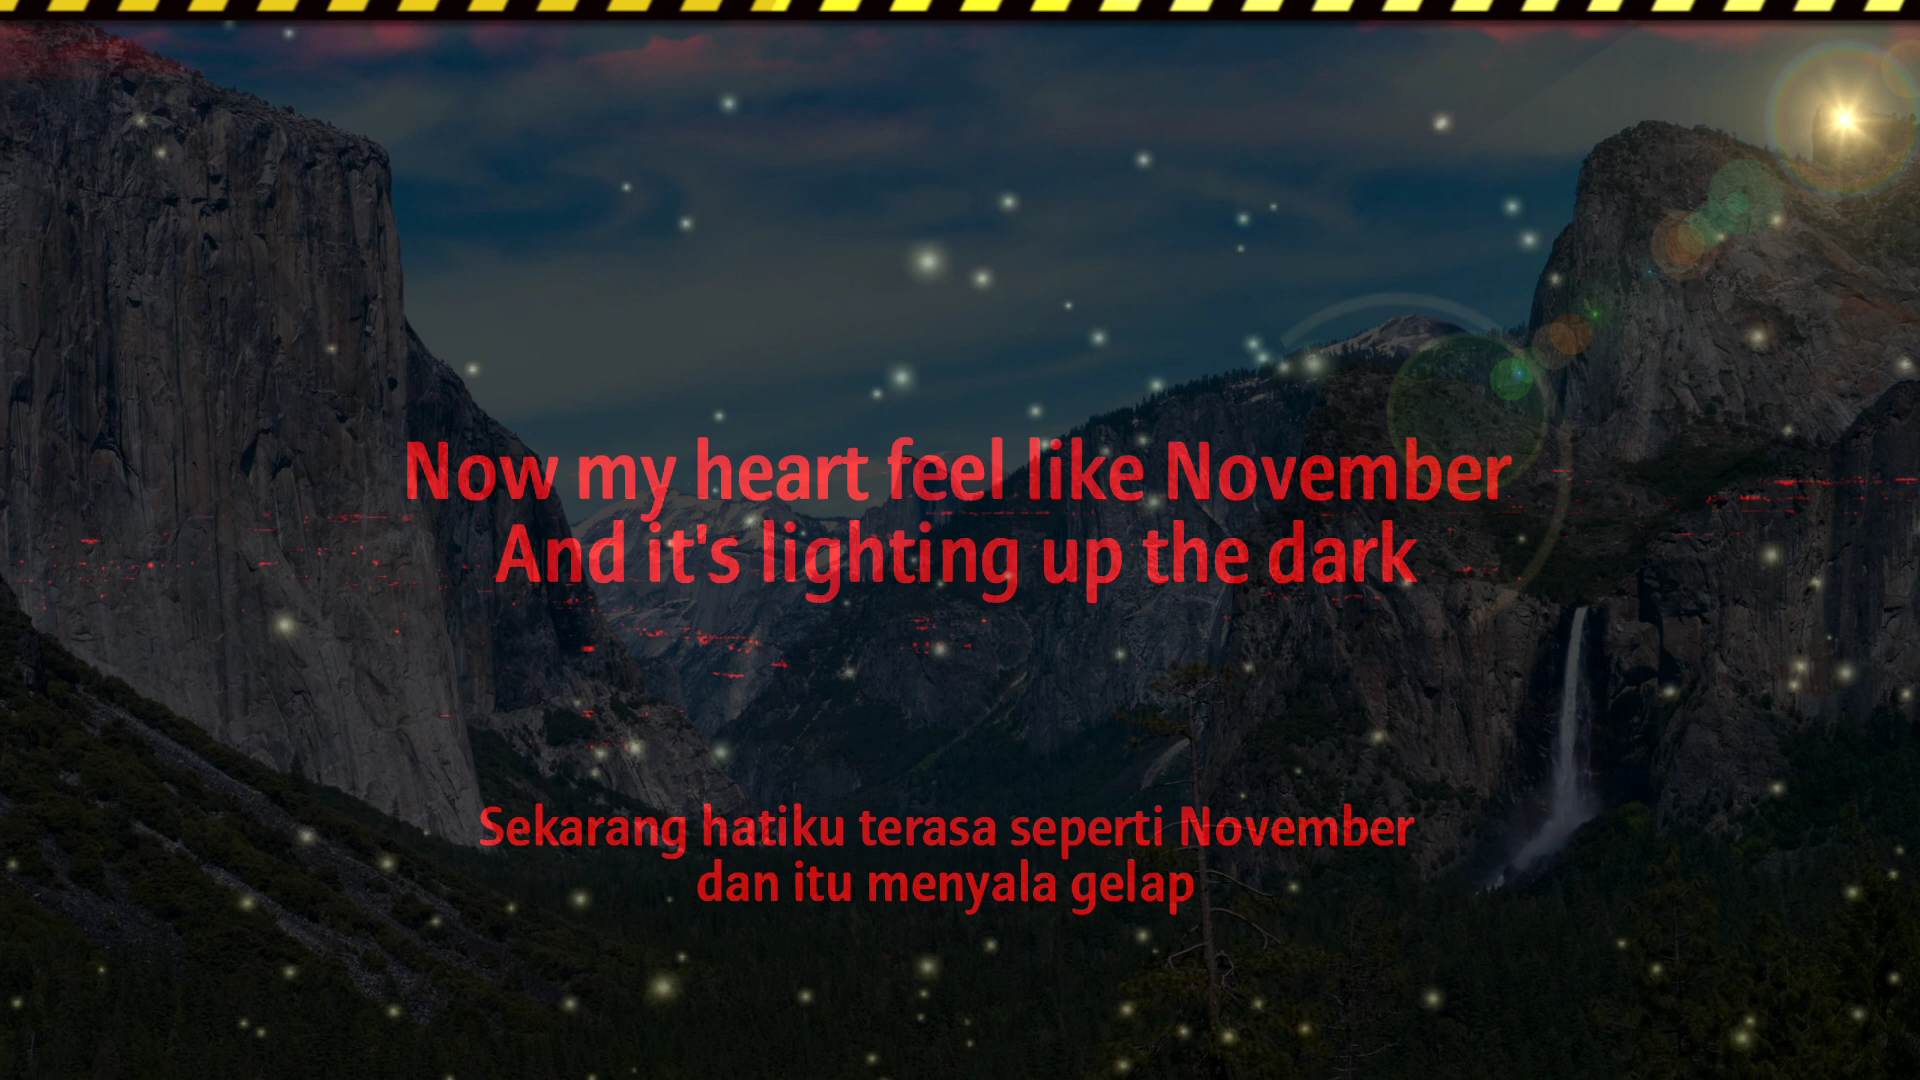 Now my heart feel like November
And it's lighting up the dark
Sekarang hatiku terasa seperti November
dan itu menyala gelap